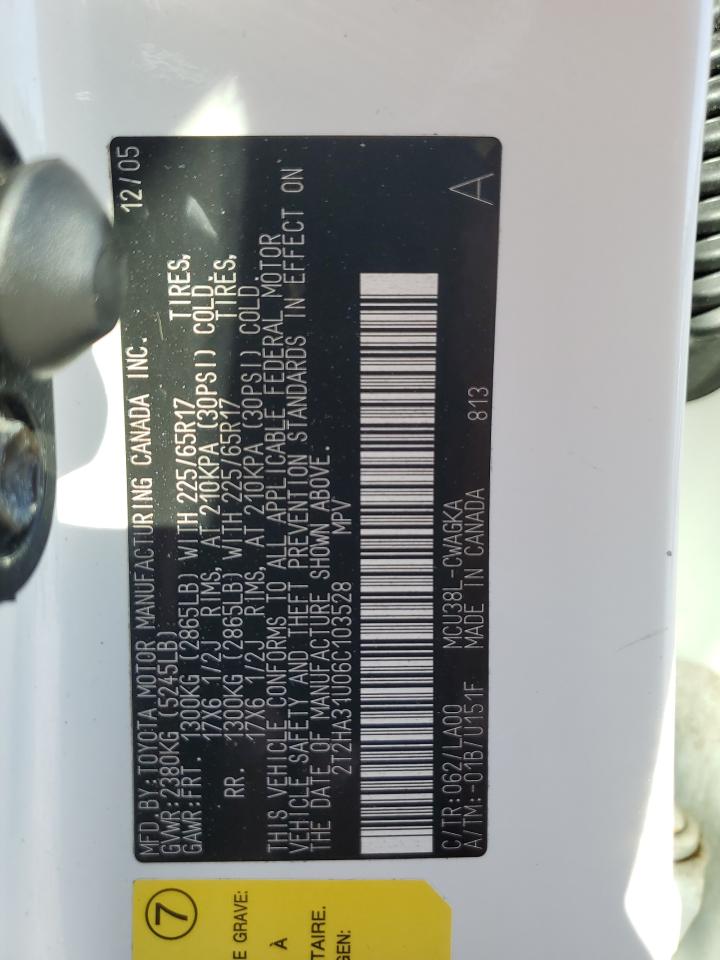 MFD.BY:TOYOTA MOTOR MANUFACTURING CANADA INC. 12/05
GVWR:2380KG (5245LB)
GAWR:FRT. 1300KG (2865LB) WITH 225/65R17 TIRES,
17X6 1/2J RIMS, AT 210KPA (30PSI) COLD
RR. 1300KG (2865LB) WITH 225/65R17 TIRES,
17X6 1/2J RIMS, AT 210KPA (30PSI) COLD
THIS VEHICLE CONFORMS TO ALL APPLICABLE FEDERAL MOTOR
VEHICLE SAFETY AND THEFT PREVENTION STANDARDS IN EFFECT ON
THE DATE OF MANUFACTURE SHOWN ABOVE.
2T2HA31U06C103528 MPV
C/TR:062/LA00 MCU38L-CWAGKA A
A/TM:-01B/U151F MADE IN CANADA 813
7
E GRAVE:
À
TAIRE.
GEN: